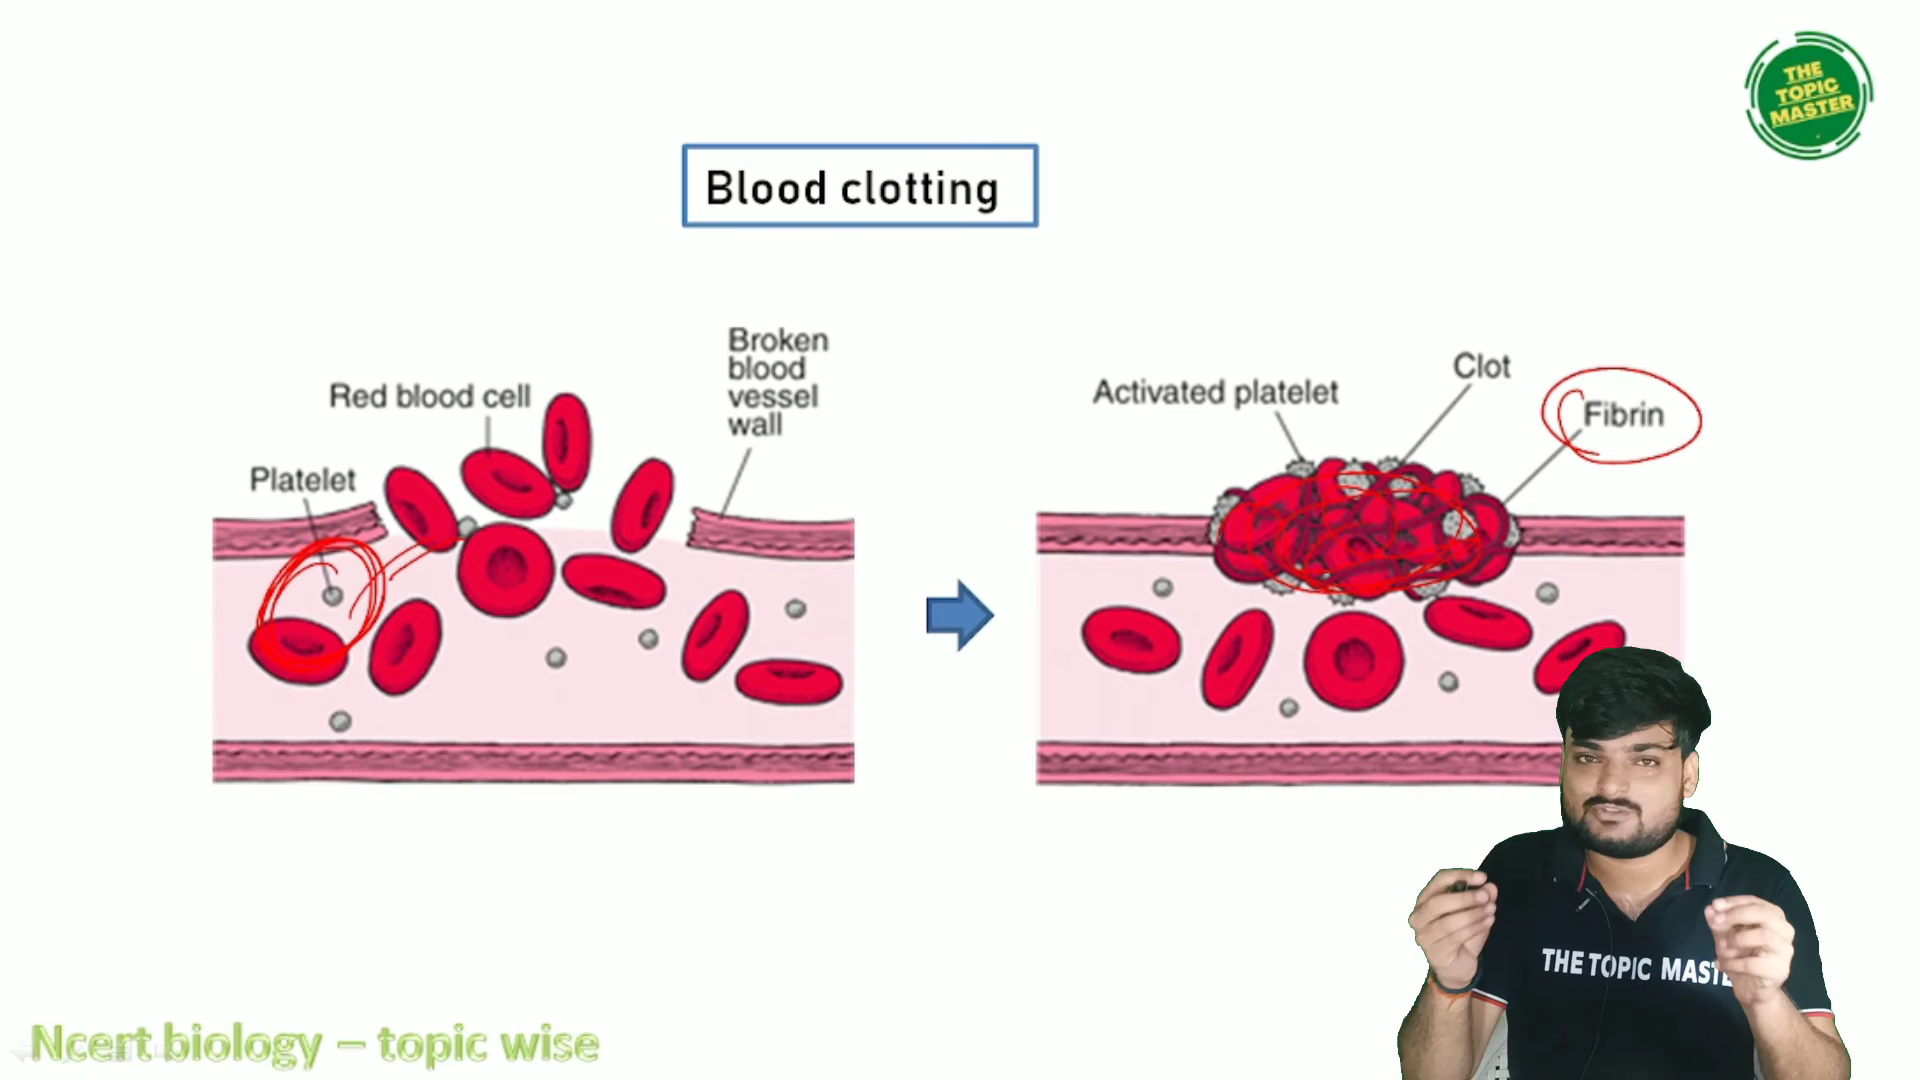 THE
TOPIC
MASTER
Blood clotting
Broken
blood
vessel
wall
Red blood cell
Platelet
Clot
Activated platelet
Fibrin
THE TOPIC MASTE
Ncert biology – topic wise